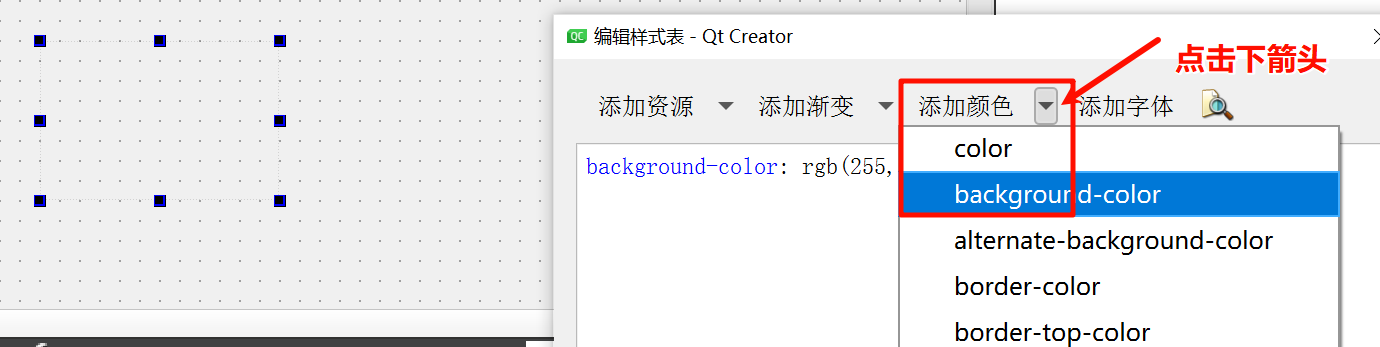 QC 编辑样式表 - Qt Creator
点击下箭头
添加资源 添加渐变 添加颜色 添加字体
background-color: rgb(255,
color
background-color
alternate-background-color
border-color
border-top-color